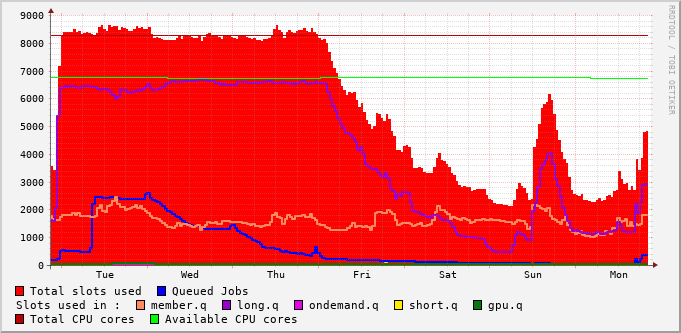 9000
8000
7000
6000
5000
4000
3000
2000
1000
0
Tue Wed Thu Fri Sat Sun Mon
RRDTOOL / TOBI OETIKER
Total slots used Queued Jobs
Slots used in : member.q long.q ondemand.q short.q gpu.q
Total CPU cores Available CPU cores